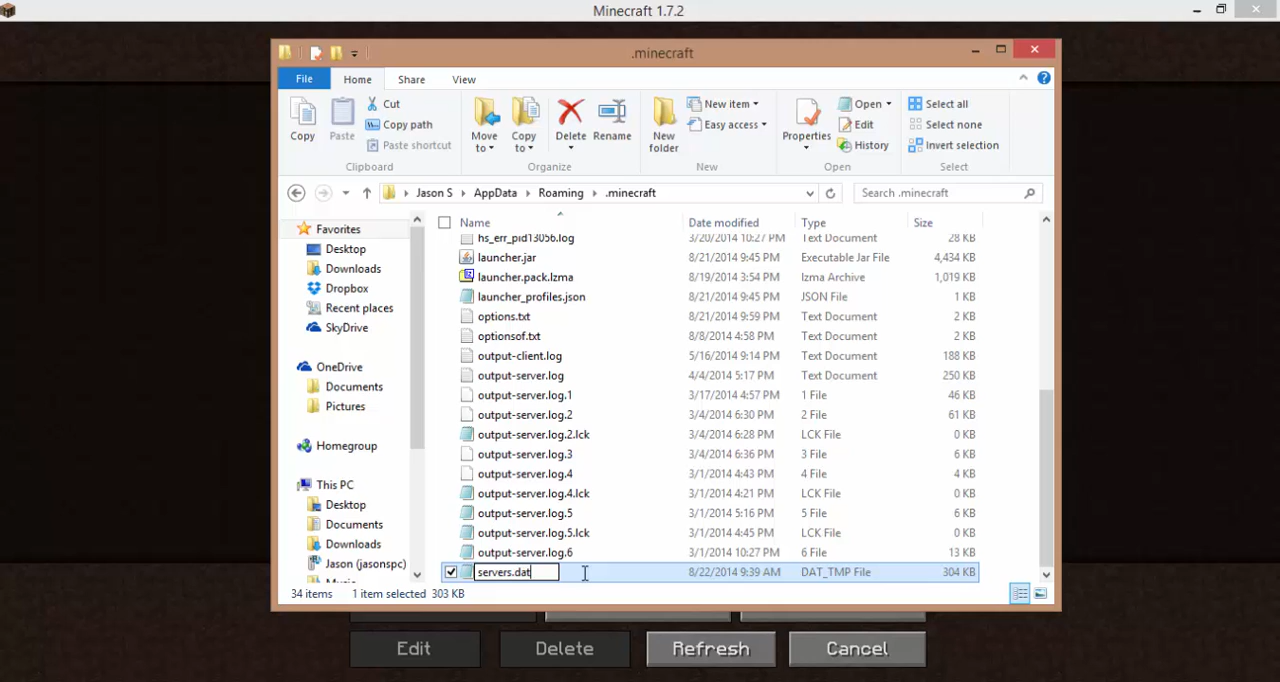 Minecraft 1.7.2
.minecraft
File Home Share View
Copy Paste Cut Copy path Paste shortcut
Clipboard
Move to Copy to Delete Rename
Organize
New folder New item Easy access
New
Properties Open Edit History
Open
Select all Select none Invert selection
Select
Jason S AppData Roaming .minecraft
Search .minecraft
Favorites
Desktop
Downloads
Dropbox
Recent places
SkyDrive
OneDrive
Documents
Pictures
Homegroup
This PC
Desktop
Documents
Downloads
Jason (jasonspc)
Music
Name Date modified Type Size
hs_err_pid13056.log 3/20/2014 10:27 PM Text Document 28 KB
launcher.jar 8/21/2014 9:45 PM Executable Jar File 4,434 KB
launcher.pack.lzma 8/19/2014 3:54 PM lzma Archive 1,019 KB
launcher_profiles.json 8/21/2014 9:45 PM JSON File 1 KB
options.txt 8/21/2014 9:59 PM Text Document 2 KB
optionsof.txt 8/8/2014 4:58 PM Text Document 2 KB
output-client.log 5/16/2014 9:14 PM Text Document 188 KB
output-server.log 4/4/2014 5:17 PM Text Document 250 KB
output-server.log.1 3/17/2014 4:57 PM 1 File 46 KB
output-server.log.2 3/4/2014 6:30 PM 2 File 61 KB
output-server.log.2.lck 3/4/2014 6:28 PM LCK File 0 KB
output-server.log.3 3/4/2014 6:36 PM 3 File 6 KB
output-server.log.4 3/1/2014 4:43 PM 4 File 4 KB
output-server.log.4.lck 3/1/2014 4:21 PM LCK File 0 KB
output-server.log.5 3/1/2014 5:16 PM 5 File 6 KB
output-server.log.5.lck 3/1/2014 4:45 PM LCK File 0 KB
output-server.log.6 3/1/2014 10:27 PM 6 File 13 KB
servers.dat 8/22/2014 9:39 AM DAT_TMP File 304 KB
34 items 1 item selected 303 KB
Edit Delete Refresh Cancel